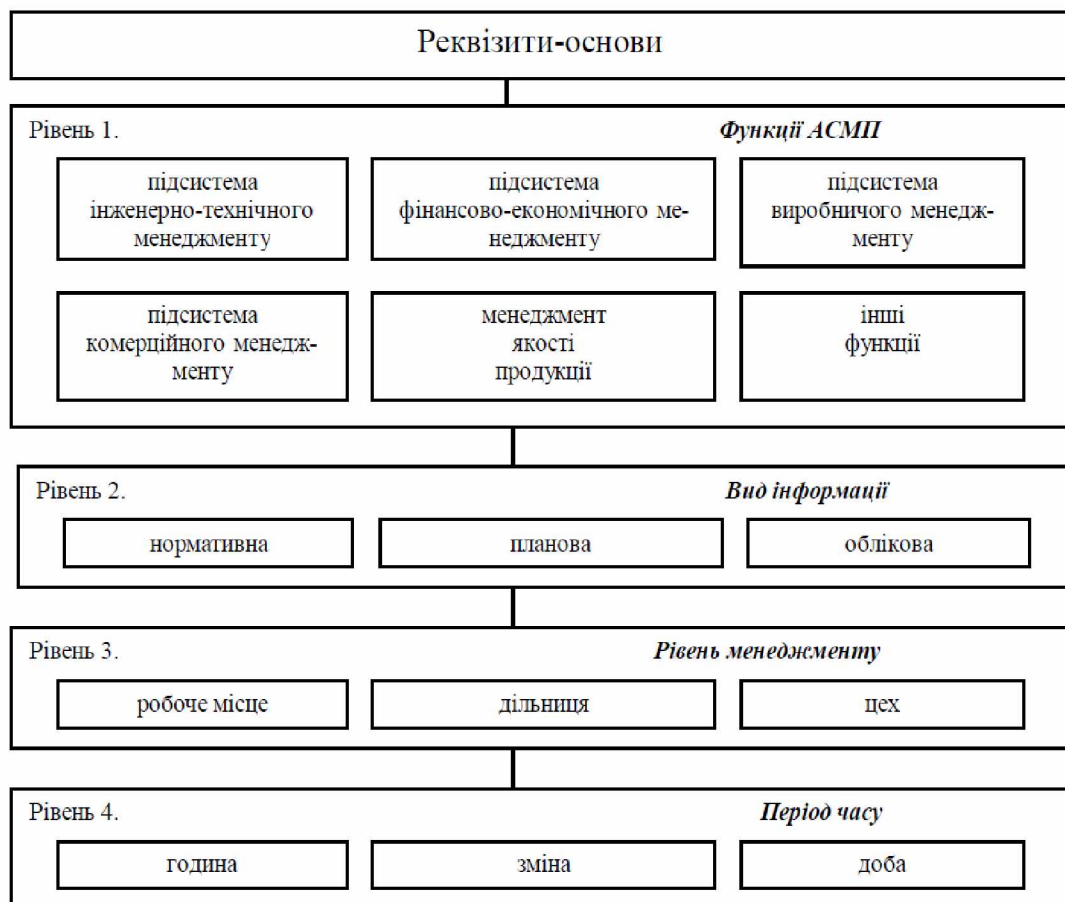 Реквізити-основи
Рівень 1.
Функції АСМП
підсистема
інженерно-технічного
менеджменту
підсистема
фінансово-економічного ме-
неджменту
підсистема
виробничого менедж-
менту
підсистема
комерційного менедж-
менту
менеджмент
якості
продукції
інші
функції
Рівень 2.
Вид інформації
нормативна
планова
облікова
Рівень 3.
Рівень менеджменту
робоче місце
дільниця
цех
Рівень 4.
Період часу
година
зміна
доба